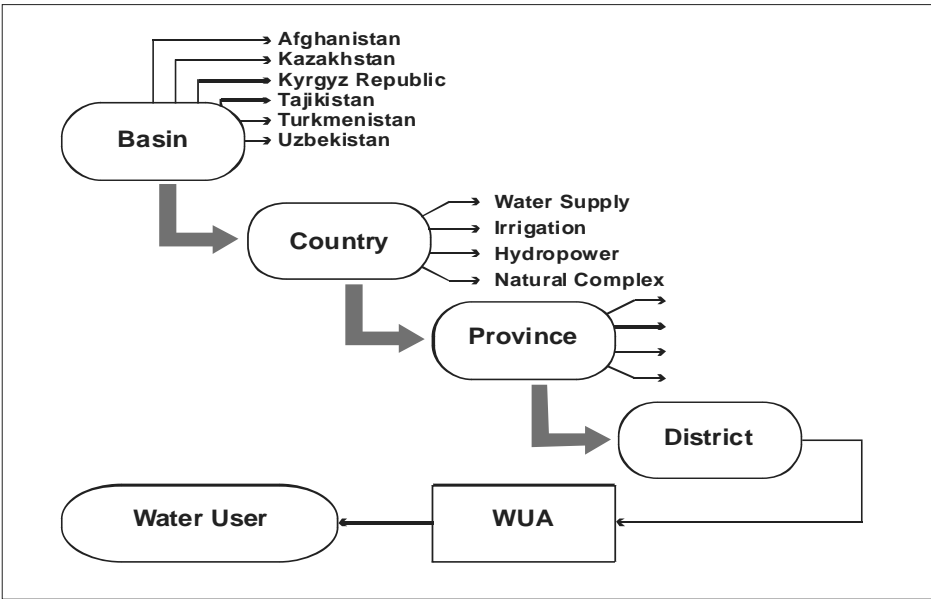 Afghanistan
Kazakhstan
Kyrgyz Republic
Tajikistan
Turkmenistan
Uzbekistan
Basin
Water Supply
Irrigation
Hydropower
Natural Complex
Country
Province
District
Water User
WUA